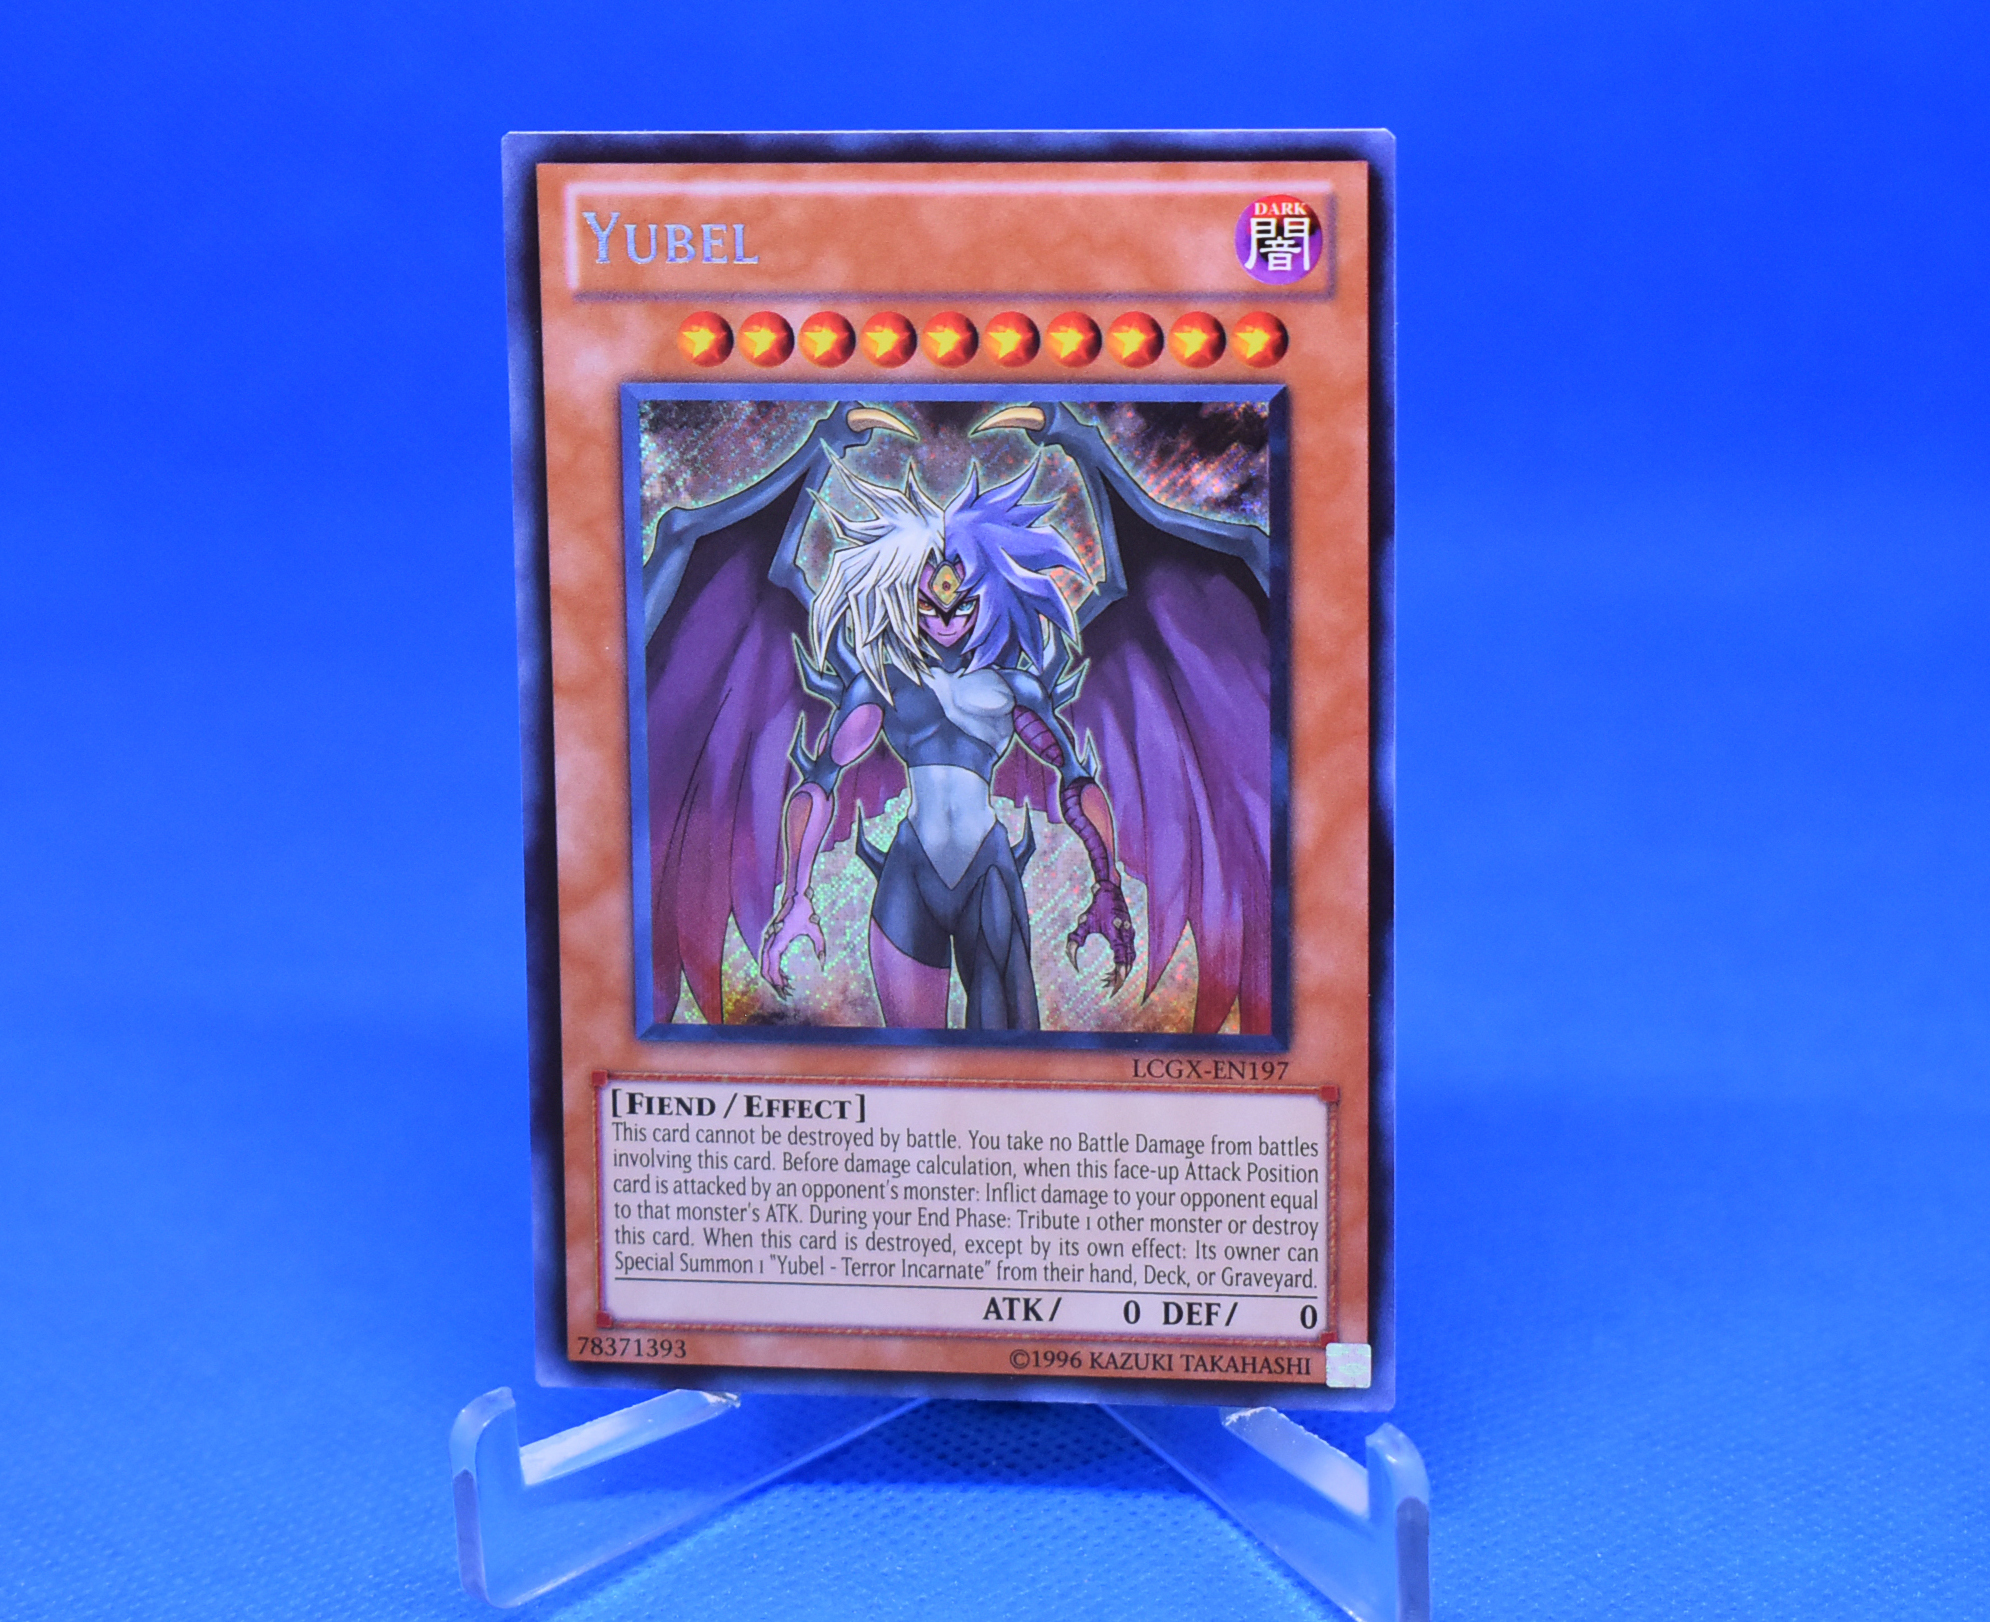 YUBEL
DARK
闇
LCGX-EN197
[FIEND / EFFECT]
This card cannot be destroyed by battle. You take no Battle Damage from battles
involving this card. Before damage calculation, when this face-up Attack Position
card is attacked by an opponent's monster: Inflict damage to your opponent equal
to that monster's ATK. During your End Phase: Tribute 1 other monster or destroy
this card. When this card is destroyed, except by its own effect: Its owner can
Special Summon 1 "Yubel - Terror Incarnate" from their hand, Deck, or Graveyard.
ATK/ 0 DEF/ 0
78371393
©1996 KAZUKI TAKAHASHI